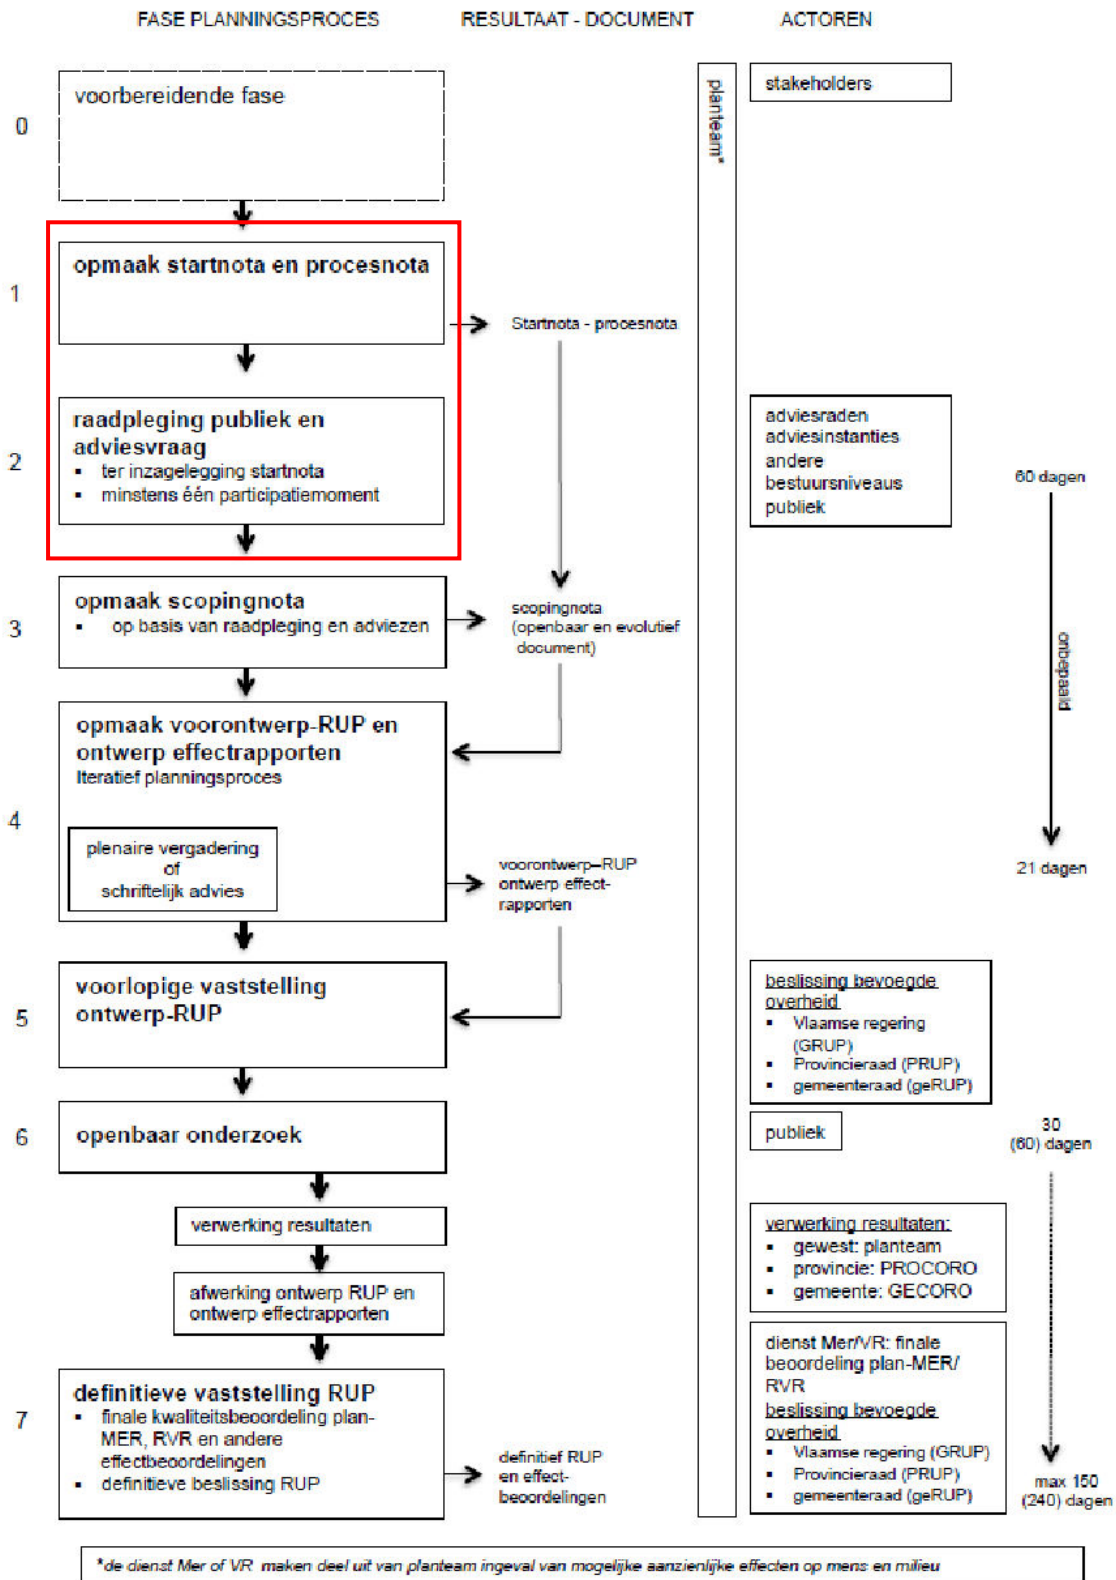 FASE PLANNINGSPROCES
RESULTAAT - DOCUMENT
ACTOREN
0
voorbereidende fase
planteam*
stakeholders
1
opmaak startnota en procesnota
Startnota - procesnota
2
raadpleging publiek en
adviesvraag
▪ ter inzagelegging startnota
▪ minstens één participatiemoment
adviesraden
adviesinstanties
andere
bestuursniveaus
publiek
60 dagen
3
opmaak scopingnota
▪ op basis van raadpleging en adviezen
scopingnota
(openbaar en evolutief
document)
onbepaald
4
opmaak voorontwerp-RUP en
ontwerp effectrapporten
Iteratief planningsproces
plenaire vergadering
of
schriftelijk advies
voorontwerp–RUP
ontwerp effect-
rapporten
21 dagen
5
voorlopige vaststelling
ontwerp-RUP
beslissing bevoegde
overheid
▪ Vlaamse regering
(GRUP)
▪ Provincieraad (PRUP)
▪ gemeenteraad (geRUP)
6
openbaar onderzoek
publiek
30
(60) dagen
verwerking resultaten
verwerking resultaten:
▪ gewest: planteam
▪ provincie: PROCORO
▪ gemeente: GECORO
afwerking ontwerp RUP en
ontwerp effectrapporten
7
definitieve vaststelling RUP
▪ finale kwaliteitsbeoordeling plan-
MER, RVR en andere
effectbeoordelingen
▪ definitieve beslissing RUP
definitief RUP
en effect-
beoordelingen
dienst Mer/VR: finale
beoordeling plan-MER/
RVR
beslissing bevoegde
overheid
▪ Vlaamse regering (GRUP)
▪ Provincieraad (PRUP)
▪ gemeenteraad (geRUP)
max 150
(240) dagen
*de dienst Mer of VR maken deel uit van planteam ingeval van mogelijke aanzienlijke effecten op mens en milieu